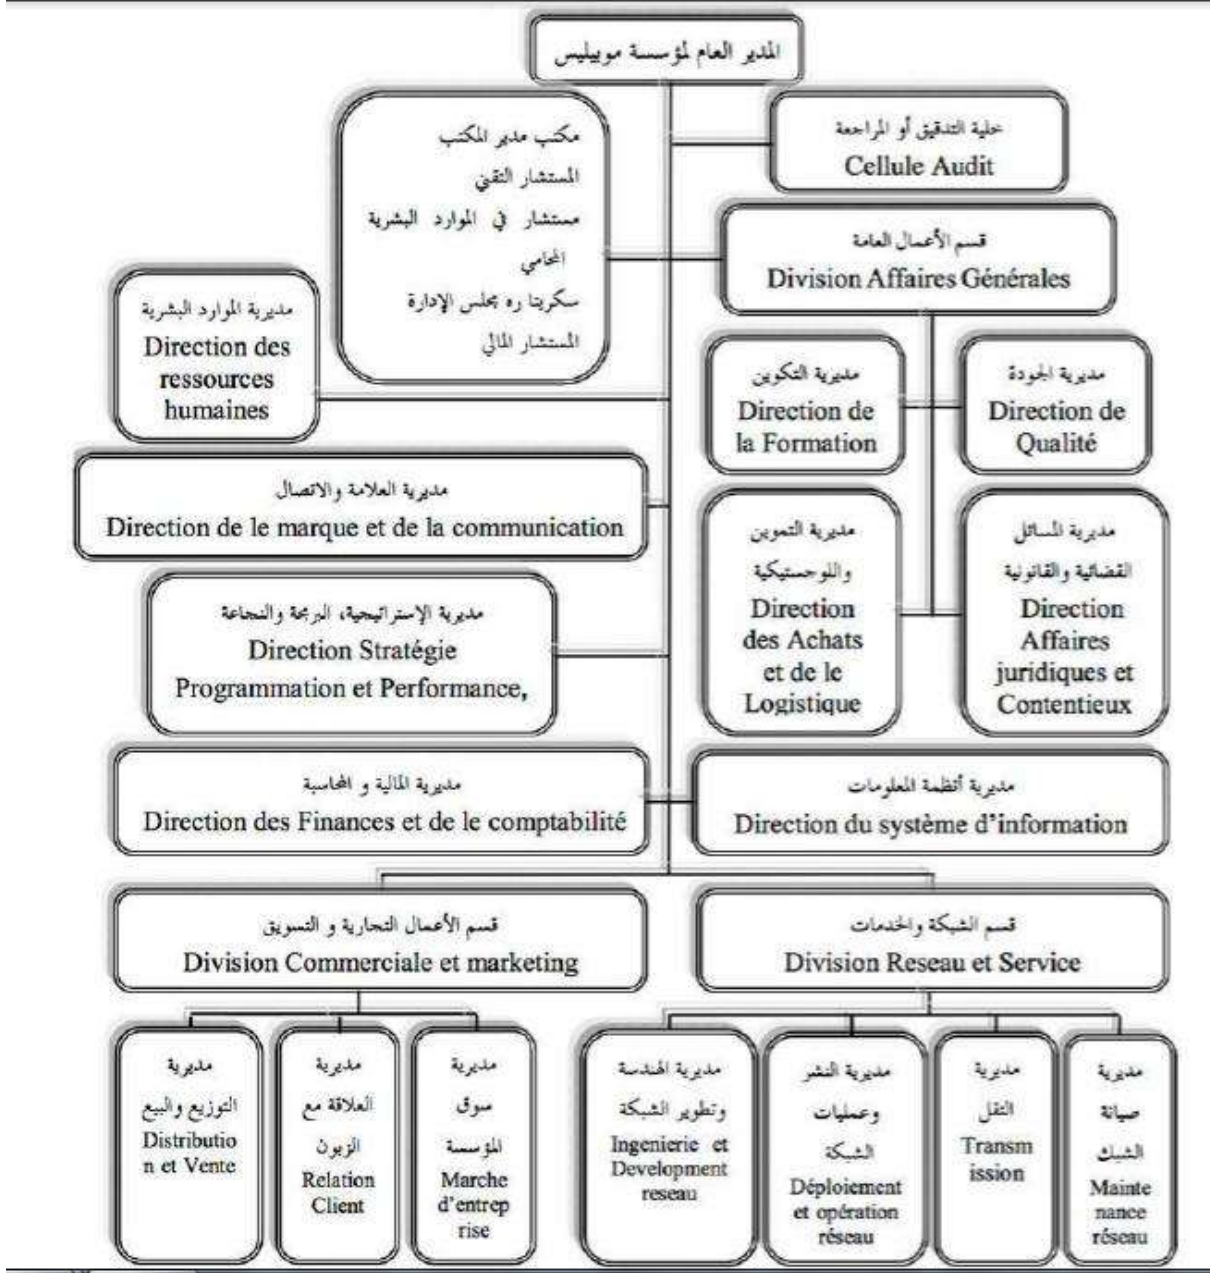 المدير العام لمؤسسة موبيليس
خلية التدقيق أو المراجعة
Cellule Audit
مكتب مدير المكتب
المستشار التقني
مستشار في الموارد البشرية
المحامي
سكريتا ره مجلس الإدارة
المستشار المالي
قسم الأعمال العامة
Division Affaires Générales
مديرية الموارد البشرية
Direction des
ressources
humaines
مديرية الجودة
Direction de
Qualité
مديرية التكوين
Direction de
la Formation
مديرية العلامة والاتصال
Direction de le marque et de la communication
مديرية المسائل
القضائية والقانونية
Direction
Affaires
juridiques et
Contentieux
مديرية التموين
واللوجستيكية
Direction
des Achats
et de le
Logistique
مديرية الإستراتيجية، البرمجة والنجاعة
Direction Stratégie
Programmation et Performance,
مديرية أنظمة المعلومات
Direction du système d'information
مديرية المالية و المحاسبة
Direction des Finances et de le comptabilité
قسم الشبكة والخدمات
Division Reseau et Service
قسم الأعمال التجارية و التسويق
Division Commerciale et marketing
مديرية
صيانة
الشبك
Mainte
nance
réseau
مديرية
النقل
Transm
ission
مديرية النشر
وعمليات
الشبكة
Déploiement
et opération
réseau
مديرية الهندسة
وتطوير الشبكة
Ingenierie et
Development
reseau
مديرية
سوق
المؤسسة
Marche
d'entrep
rise
مديرية
العلاقة مع
الزبون
Relation
Client
مديرية
التوزيع والبيع
Distributio
n et Vente